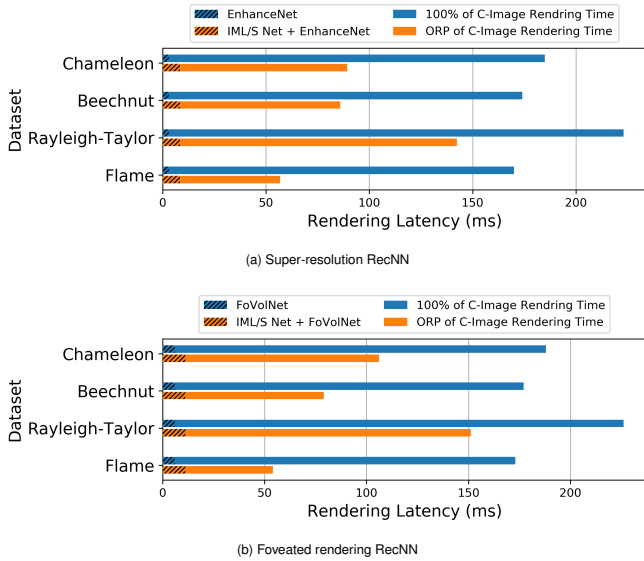 EnhanceNet 100% of C-Image Rendring Time
IML/S Net + EnhanceNet ORP of C-Image Rendring Time
Dataset
Chameleon
Beechnut
Rayleigh-Taylor
Flame
0 50 100 150 200
Rendering Latency (ms)
(a) Super-resolution RecNN
FoVolNet 100% of C-Image Rendring Time
IML/S Net + FoVolNet ORP of C-Image Rendering Time
Dataset
Chameleon
Beechnut
Rayleigh-Taylor
Flame
0 50 100 150 200
Rendering Latency (ms)
(b) Foveated rendering RecNN